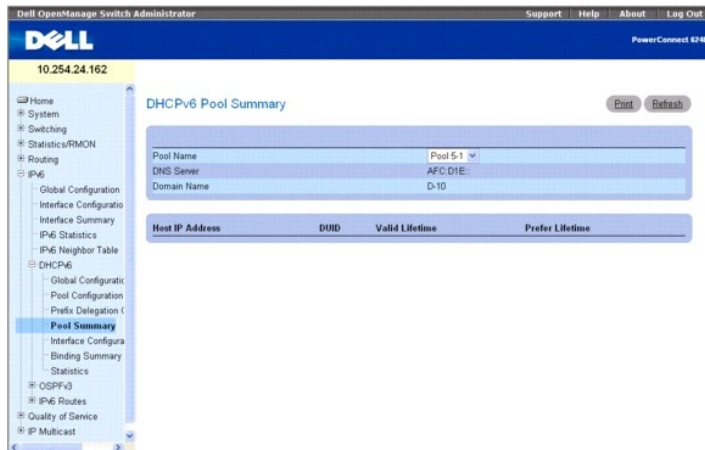 Dell OpenManage Switch Administrator Support Help About Log Out
DELL
PowerConnect
10.254.24.162
Home
System
Switching
Statistics/RMON
Routing
IPv6
Global Configuration
Interface Configuratio
Interface Summary
IPv6 Statistics
IPv6 Neighbor Table
DHCPv6
Global Configuratic
Pool Configuration
Prefix Delegation (
Pool Summary
Interface Configura
Binding Summary
Statistics
OSPFv3
IPv6 Routes
Quality of Service
IP Multicast
DHCPv6 Pool Summary
Print Refresh
Pool Name Pool 5-1
DNS Server AFC:D1E::
Domain Name D-10
Host IP Address DUID Valid Lifetime Prefer Lifetime